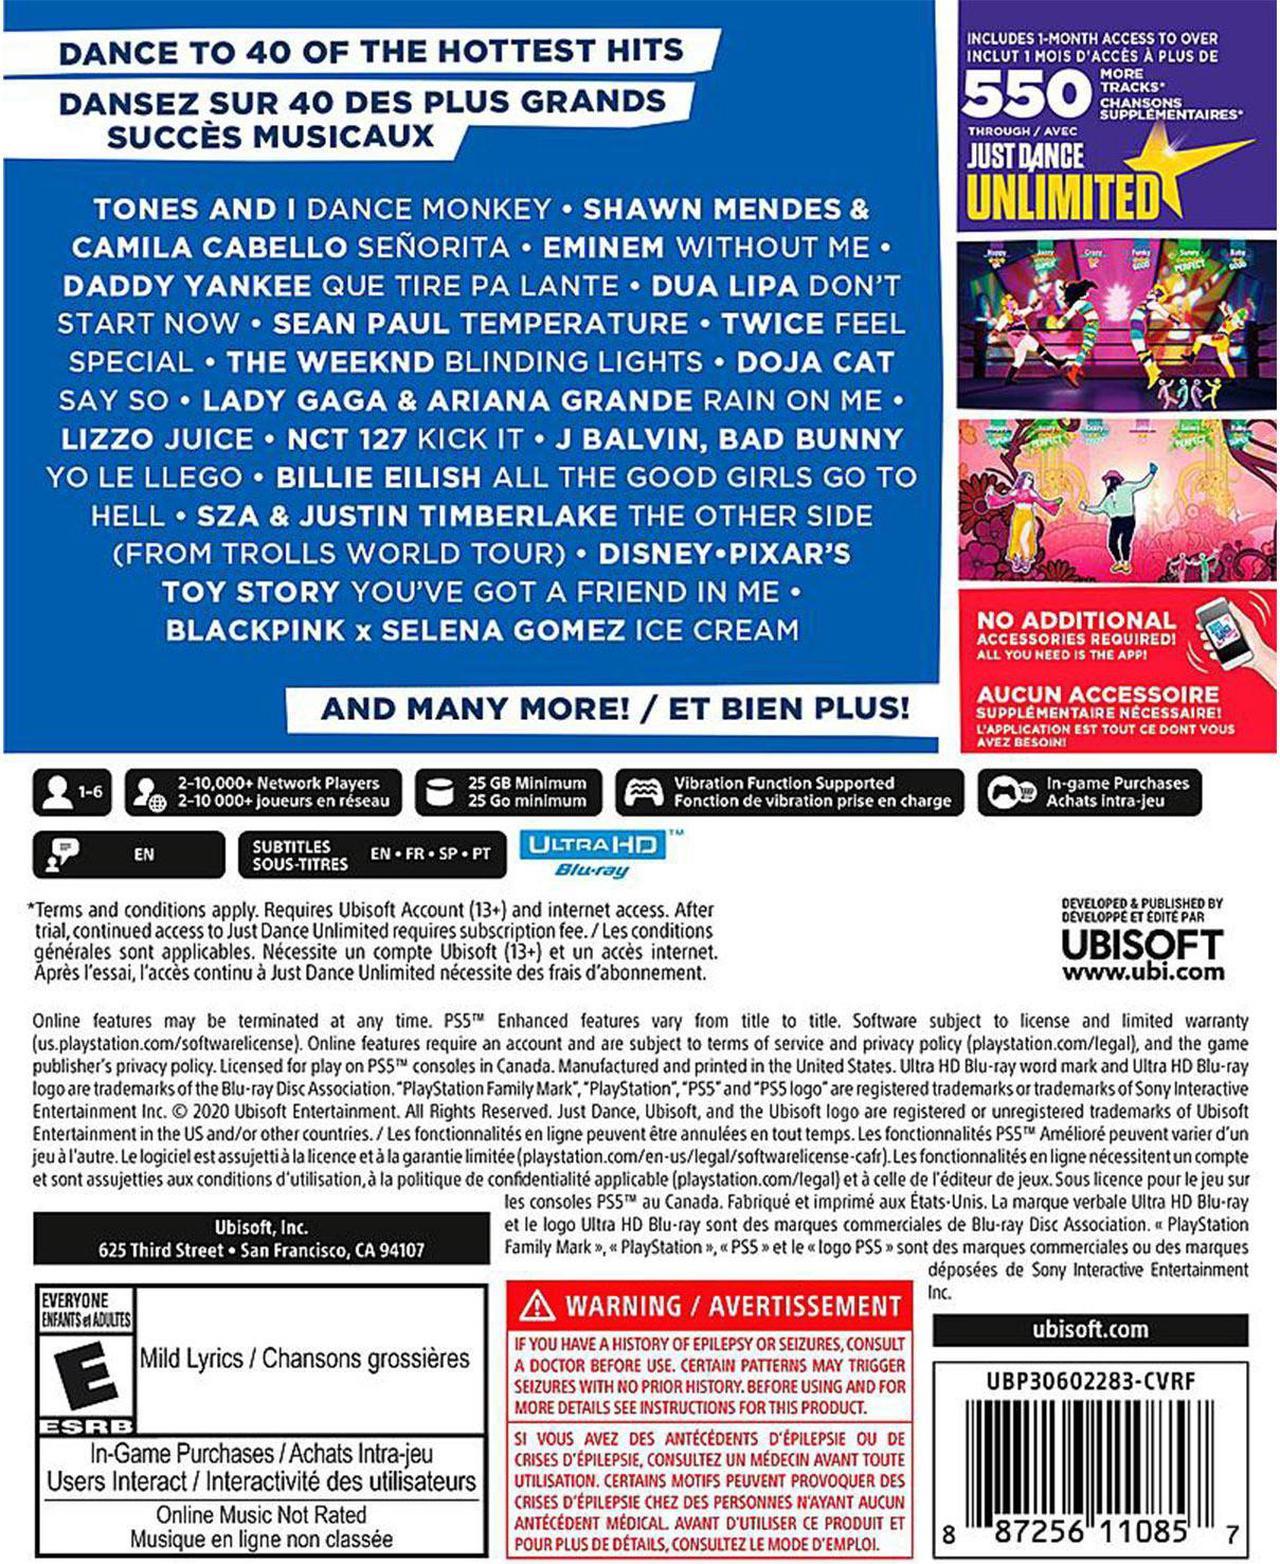 DANCE TO 40 OF THE HOTTEST HITS
DANSEZ SUR 40 DES PLUS GRANDS
SUCCÈS MUSICAUX
TONES AND I DANCE MONKEY • SHAWN MENDES &
CAMILA CABELLO SEÑORITA • EMINEM WITHOUT ME •
DADDY YANKEE QUE TIRE PA LANTE • DUA LIPA DON'T
START NOW • SEAN PAUL TEMPERATURE • TWICE FEEL
SPECIAL • THE WEEKND BLINDING LIGHTS • DOJA CAT
SAY SO • LADY GAGA & ARIANA GRANDE RAIN ON ME •
LIZZO JUICE • NCT 127 KICK IT • J BALVIN, BAD BUNNY
YO LE LLEGO • BILLIE EILISH ALL THE GOOD GIRLS GO TO
HELL • SZA & JUSTIN TIMBERLAKE THE OTHER SIDE
(FROM TROLLS WORLD TOUR) • DISNEY•PIXAR'S
TOY STORY YOU'VE GOT A FRIEND IN ME •
BLACKPINK x SELENA GOMEZ ICE CREAM
AND MANY MORE! / ET BIEN PLUS!
INCLUDES 1-MONTH ACCESS TO OVER
INCLUT 1 MOIS D'ACCÈS À PLUS DE
550
MORE
TRACKS*
CHANSONS
SUPPLÉMENTAIRES*
THROUGH / AVEC
JUST DANCE
UNLIMITED
NO ADDITIONAL
ACCESSORIES REQUIRED!
ALL YOU NEED IS THE APP!
AUCUN ACCESSOIRE
SUPPLÉMENTAIRE NÉCESSAIRE!
L'APPLICATION EST TOUT CE DONT VOUS
AVEZ BESOIN!
1-6
2-10,000+ Network Players
2-10 000+ joueurs en réseau
25 GB Minimum
25 Go minimum
Vibration Function Supported
Fonction de vibration prise en charge
In-game Purchases
Achats intra-jeu
EN
SUBTITLES
SOUS-TITRES
EN • FR • SP • PT
ULTRA HD™
Blu-ray
*Terms and conditions apply. Requires Ubisoft Account (13+) and internet access. After
trial, continued access to Just Dance Unlimited requires subscription fee. / Les conditions
générales sont applicables. Nécessite un compte Ubisoft (13+) et un accès internet.
Après l'essai, l'accès continu à Just Dance Unlimited nécessite des frais d'abonnement.
DEVELOPED & PUBLISHED BY
DÉVELOPPÉ ET ÉDITÉ PAR
UBISOFT
www.ubi.com
Online features may be terminated at any time. PS5™ Enhanced features vary from title to title. Software subject to license and limited warranty
(us.playstation.com/softwarelicense). Online features require an account and are subject to terms of service and privacy policy (playstation.com/legal), and the game
publisher's privacy policy. Licensed for play on PS5™ consoles in Canada. Manufactured and printed in the United States. Ultra HD Blu-ray word mark and Ultra HD Blu-ray
logo are trademarks of the Blu-ray Disc Association. "PlayStation Family Mark", "PlayStation", "PS5" and "PS5 logo" are registered trademarks or trademarks of Sony Interactive
Entertainment Inc. © 2020 Ubisoft Entertainment. All Rights Reserved. Just Dance, Ubisoft, and the Ubisoft logo are registered or unregistered trademarks of Ubisoft
Entertainment in the US and/or other countries. / Les fonctionnalités en ligne peuvent être annulées en tout temps. Les fonctionnalités PS5™ Amélioré peuvent varier d'un
jeu à l'autre. Le logiciel est assujetti à la licence et à la garantie limitée (playstation.com/en-us/legal/softwarelicense-cafr). Les fonctionnalités en ligne nécessitent un compte
et sont assujetties aux conditions d'utilisation, à la politique de confidentialité applicable (playstation.com/legal) et à celle de l'éditeur de jeux. Sous licence pour le jeu sur
les consoles PS5™ au Canada. Fabriqué et imprimé aux États-Unis. La marque verbale Ultra HD Blu-ray
et le logo Ultra HD Blu-ray sont des marques commerciales de Blu-ray Disc Association. « PlayStation
Family Mark », « PlayStation », « PS5 » et le « logo PS5 » sont des marques commerciales ou des marques
déposées de Sony Interactive Entertainment
Inc.
Ubisoft, Inc.
625 Third Street • San Francisco, CA 94107
EVERYONE
ENFANTS et ADULTES
E
ESRB
Mild Lyrics / Chansons grossières
In-Game Purchases / Achats Intra-jeu
Users Interact / Interactivité des utilisateurs
Online Music Not Rated
Musique en ligne non classée
WARNING / AVERTISSEMENT
IF YOU HAVE A HISTORY OF EPILEPSY OR SEIZURES, CONSULT
A DOCTOR BEFORE USE. CERTAIN PATTERNS MAY TRIGGER
SEIZURES WITH NO PRIOR HISTORY. BEFORE USING AND FOR
MORE DETAILS SEE INSTRUCTIONS FOR THIS PRODUCT.
SI VOUS AVEZ DES ANTÉCÉDENTS D'ÉPILEPSIE OU DE
CRISES D'ÉPILEPSIE, CONSULTEZ UN MÉDECIN AVANT TOUTE
UTILISATION. CERTAINS MOTIFS PEUVENT PROVOQUER DES
CRISES D'ÉPILEPSIE CHEZ DES PERSONNES N'AYANT AUCUN
ANTÉCÉDENT MÉDICAL. AVANT D'UTILISER CE PRODUIT ET
POUR PLUS DE DÉTAILS, CONSULTEZ LE MODE D'EMPLOI.
ubisoft.com
UBP30602283-CVRF
8 87256 11085 7